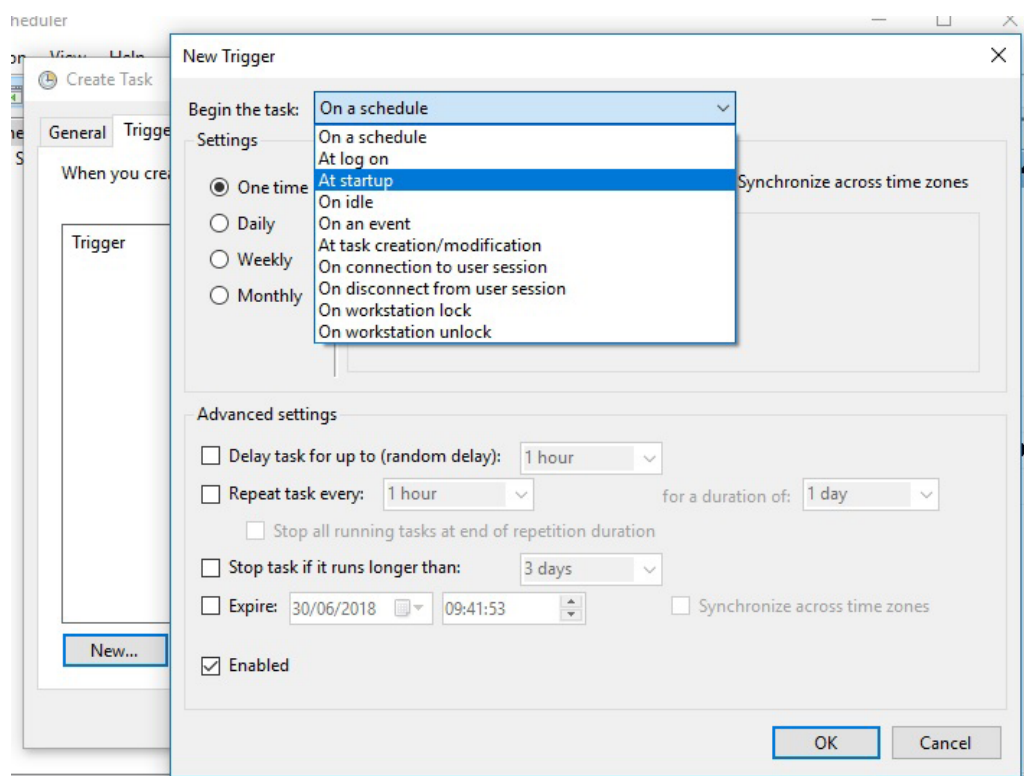 heduler
View Help
Create Task
New Trigger
Begin the task: On a schedule
General Trigge
Settings
On a schedule
At log on
At startup
On idle
On an event
At task creation/modification
On connection to user session
On disconnect from user session
On workstation lock
On workstation unlock
When you crea
One time
Synchronize across time zones
Daily
Weekly
Monthly
Trigger
Advanced settings
Delay task for up to (random delay): 1 hour
Repeat task every: 1 hour for a duration of: 1 day
Stop all running tasks at end of repetition duration
Stop task if it runs longer than: 3 days
Expire: 30/06/2018 09:41:53 Synchronize across time zones
New...
Enabled
OK Cancel